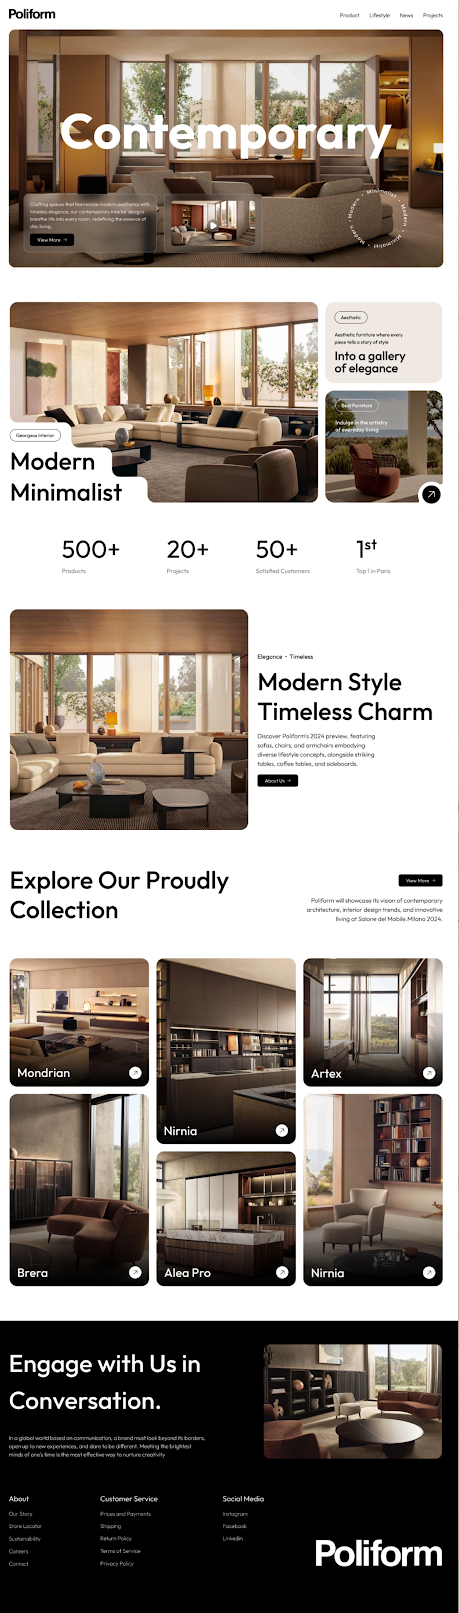 Poliform
Product Lifestyle News Projects
Contemporary
Crafting spaces that harmonize modern aesthetics with
timeless elegance, our contemporary interior designs
breathe life into every room, redefining the essence of
chic living.
View More
Modern • Minimalist • Modern • Minimalist •
Georgeus Interior
Modern
Minimalist
Aesthetic
Aesthetic furniture where every
piece tells a story of style
Into a gallery
of elegance
Best Furniture
Indulge in the artistry
of everyday living
500+
Products
20+
Projects
50+
Satisfied Customers
1st
Top 1 in Paris
Elegance • Timeless
Modern Style
Timeless Charm
Discover Poliform's 2024 preview, featuring
sofas, chairs, and armchairs embodying
diverse lifestyle concepts, alongside striking
tables, coffee tables, and sideboards.
About Us
Explore Our Proudly
Collection
View More
Poliform will showcase its vision of contemporary
architecture, interior design trends, and innovative
living at Salone del Mobile.Milano 2024.
Mondrian
Nirnia
Artex
Brera
Alea Pro
Nirnia
Engage with Us in
Conversation.
In a global world based on communication, a brand must look beyond its borders,
open up to new experiences, and dare to be different. Meeting the brightest
minds of one's time is the most effective way to nurture creativity
About
Our Story
Store Locator
Sustainability
Careers
Contact
Customer Service
Prices and Payments
Shipping
Return Policy
Terms of Service
Privacy Policy
Social Media
Instagram
Facebook
LinkedIn
Poliform